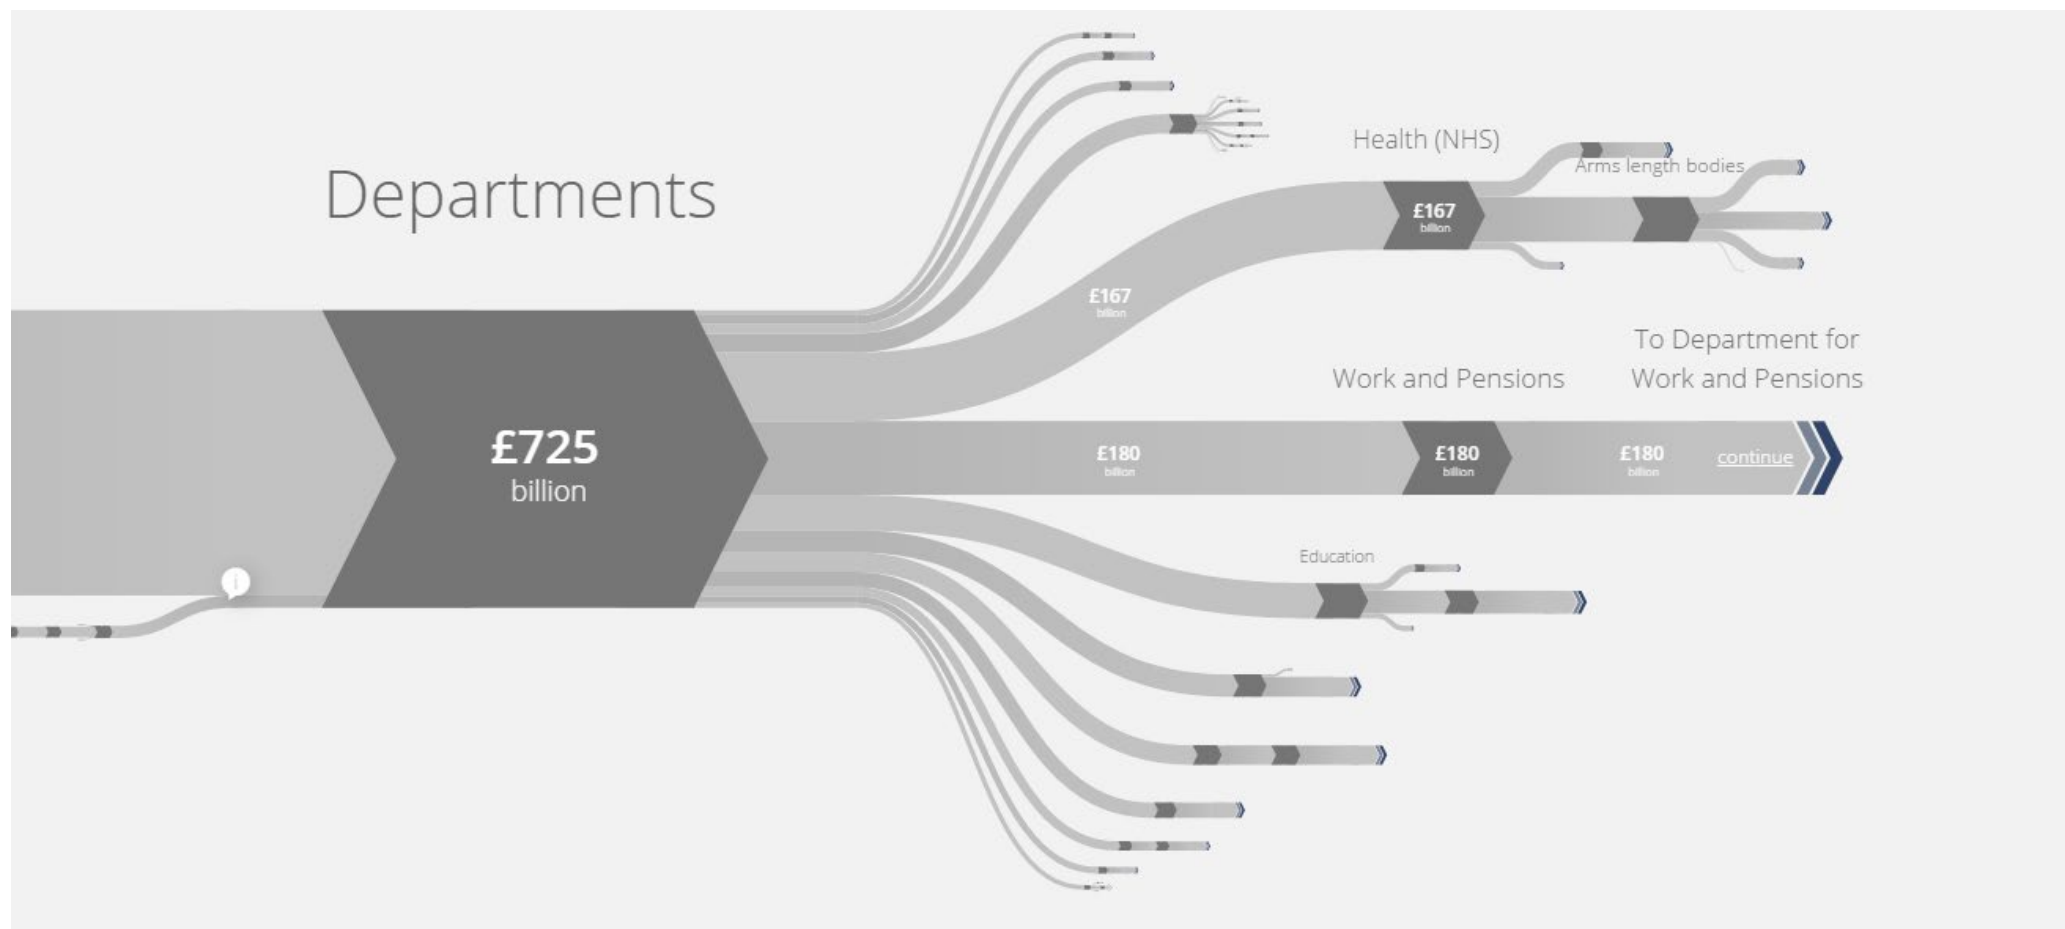 Departments
£725
billion
Health (NHS)
Arms length bodies
£167
billion
£167
billion
To Department for
Work and Pensions
Work and Pensions
£180
billion
£180
billion
£180
billion
continue
Education
i